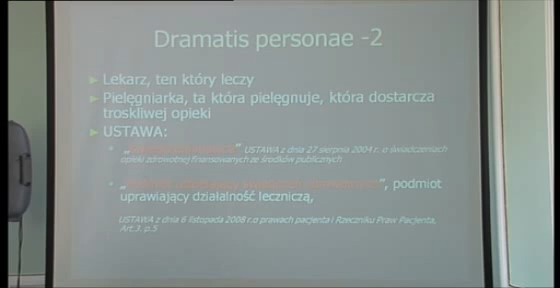 Dramatis personae -2
Lekarz, ten który leczy
Pielęgniarka, ta która pielęgnuje, która dostarcza
troskliwej opieki
USTAWA:
USTAWA z dnia 27 sierpnia 2004 r. o świadczeniach
opieki zdrowotnej finansowanych ze środków publicznych
", podmiot
uprawiający działalność leczniczą,
USTAWA z dnia 6 listopada 2008 r.o prawach pacjenta i Rzeczniku Praw Pacjenta,
Art.3. p.5